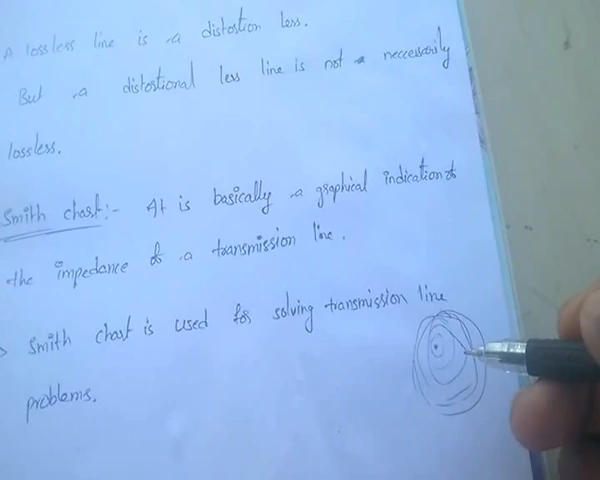 A lossless line is a distortion less.
But a distortional less line is not a neccessarily
lossless.
Smith chart:- It is basically a graphical indication of
the impedance of a transmission line.
Smith chart is used for solving transmission line
problems.